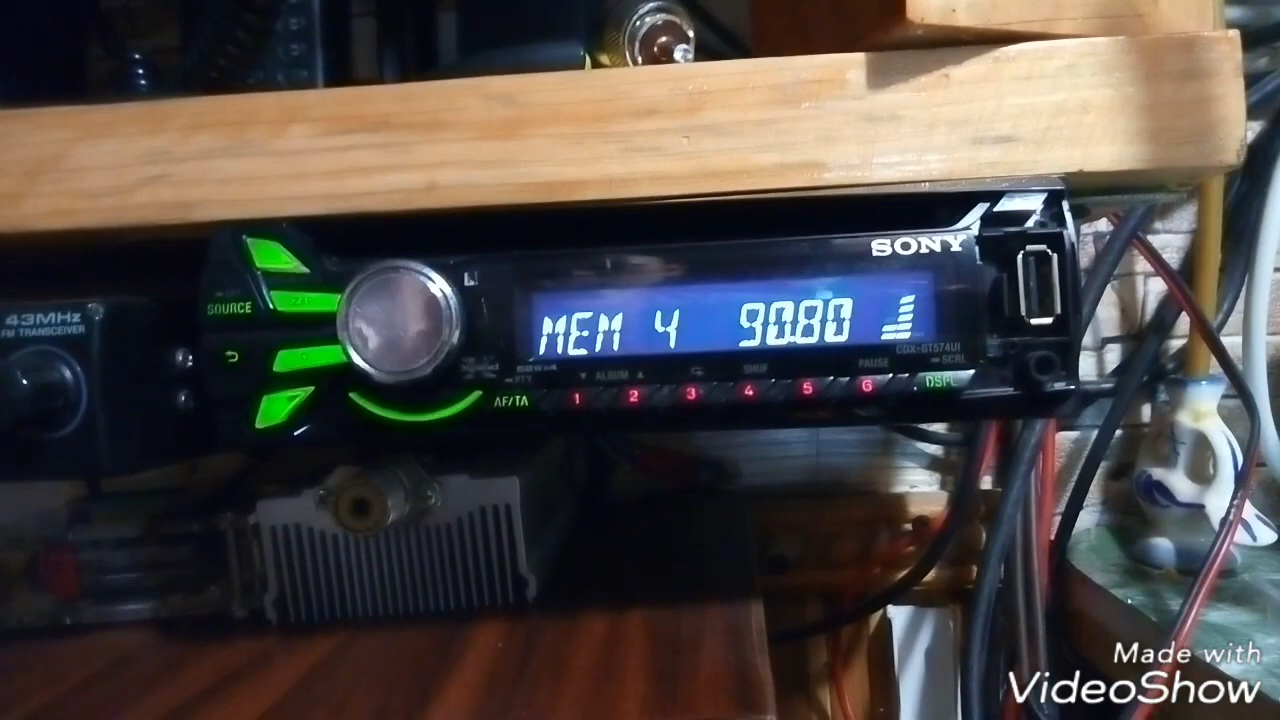 SONY
43MHz
FM TRANSCEIVER
SOURCE
MEM 4 90.80
CDX-GT574UI
SCRL
PTY
ALBUM
SHUF
PAUSE
AF/TA
1 2 3 4 5 6
DSPL
Made with
VideoShow